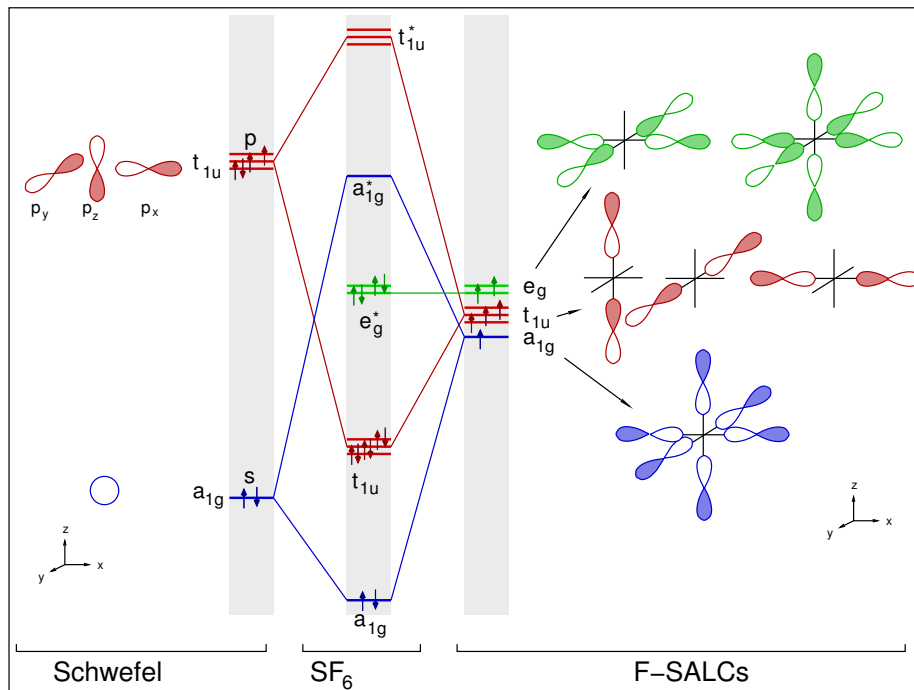 t*1u
p
t1u
a*1g
py pz px
eg
e*g
t1u
a1g
t1u
s
a1g
z
y x
z
y x
a1g
Schwefel SF6 F−SALCs